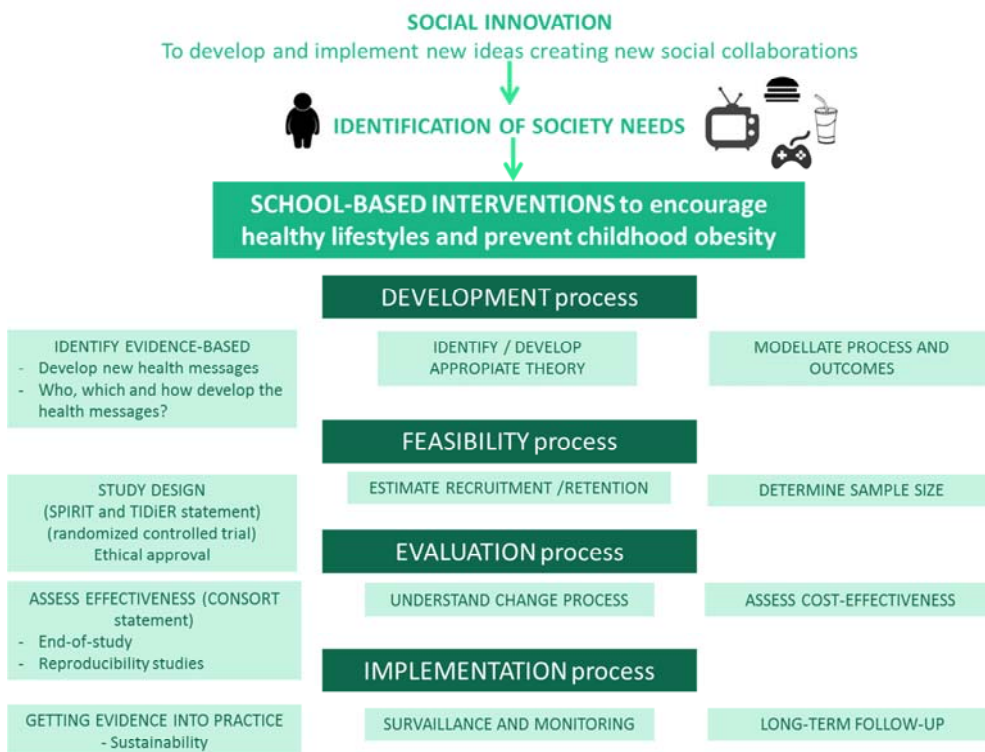 SOCIAL INNOVATION
To develop and implement new ideas creating new social collaborations
IDENTIFICATION OF SOCIETY NEEDS
SCHOOL-BASED INTERVENTIONS to encourage
healthy lifestyles and prevent childhood obesity
DEVELOPMENT process
IDENTIFY EVIDENCE-BASED
- Develop new health messages
- Who, which and how develop the
health messages?
IDENTIFY / DEVELOP
APPROPIATE THEORY
MODELLATE PROCESS AND
OUTCOMES
FEASIBILITY process
STUDY DESIGN
(SPIRIT and TIDiER statement)
(randomized controlled trial)
Ethical approval
ESTIMATE RECRUITMENT /RETENTION
DETERMINE SAMPLE SIZE
EVALUATION process
ASSESS EFFECTIVENESS (CONSORT
statement)
- End-of-study
- Reproducibility studies
UNDERSTAND CHANGE PROCESS
ASSESS COST-EFFECTIVENESS
IMPLEMENTATION process
GETTING EVIDENCE INTO PRACTICE
- Sustainability
SURVAILLANCE AND MONITORING
LONG-TERM FOLLOW-UP